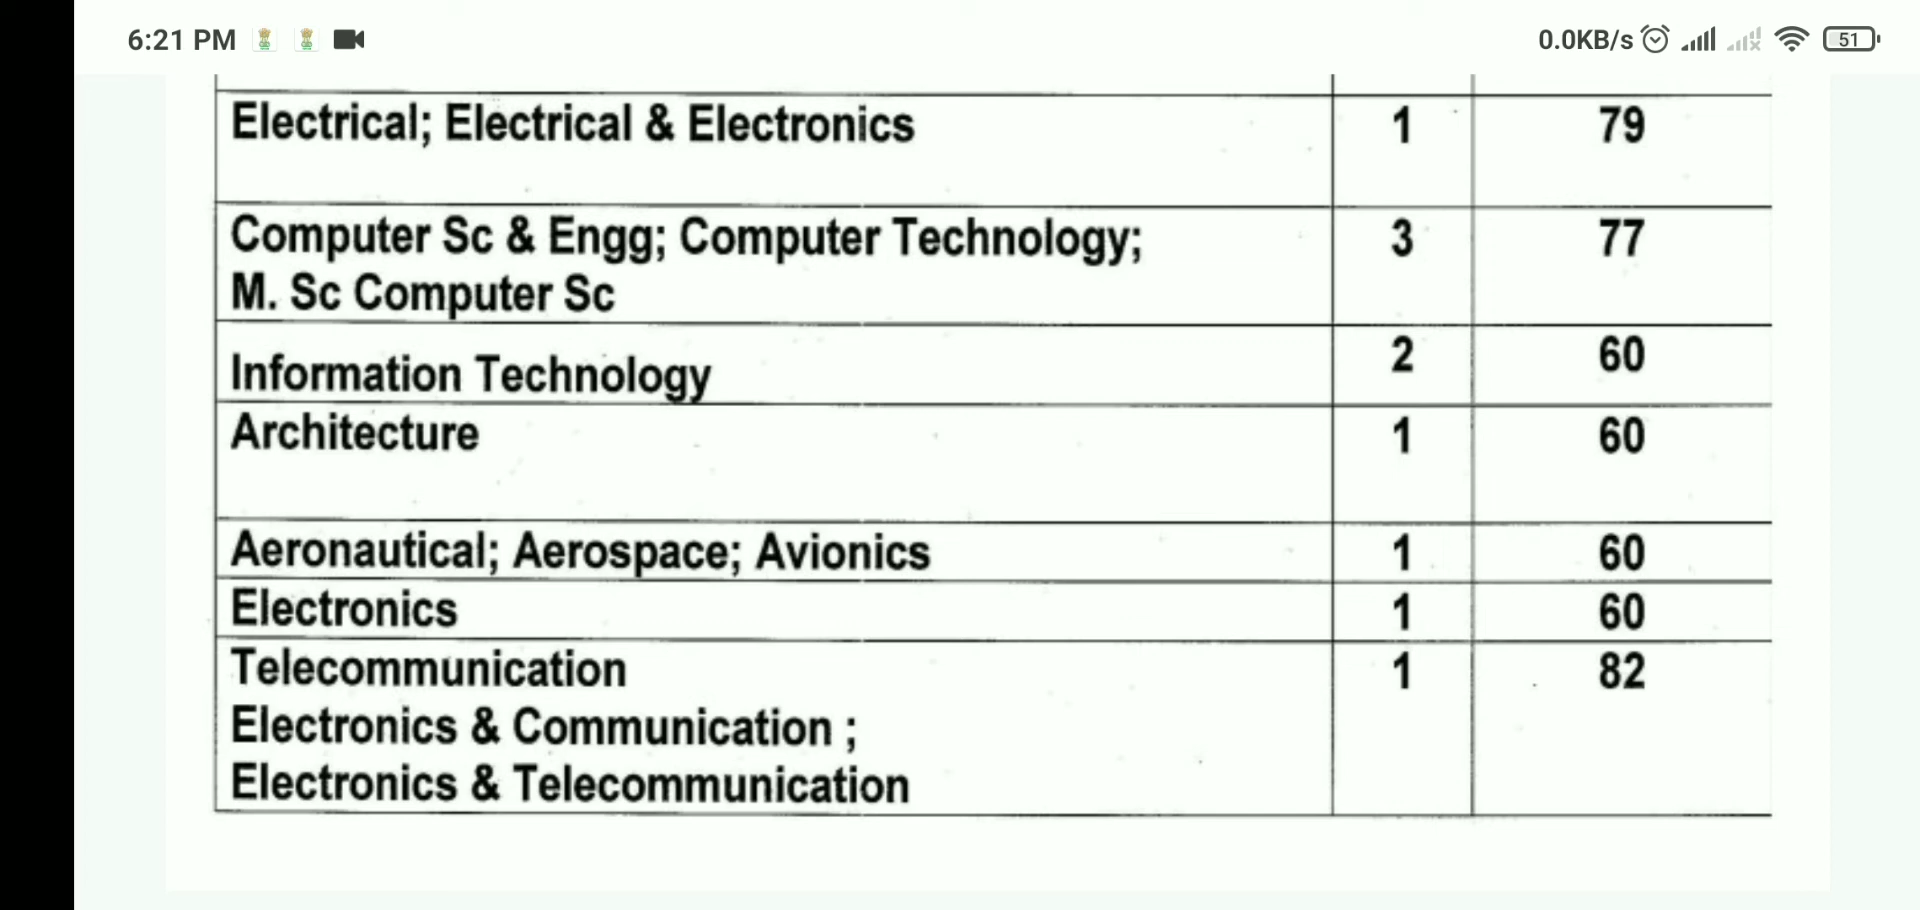 6:21 PM
0.0KB/s
51
Electrical; Electrical & Electronics 1 79
Computer Sc & Engg; Computer Technology; 3 77
M. Sc Computer Sc
Information Technology 2 60
Architecture 1 60
Aeronautical; Aerospace; Avionics 1 60
Electronics 1 60
Telecommunication 1 82
Electronics & Communication ;
Electronics & Telecommunication